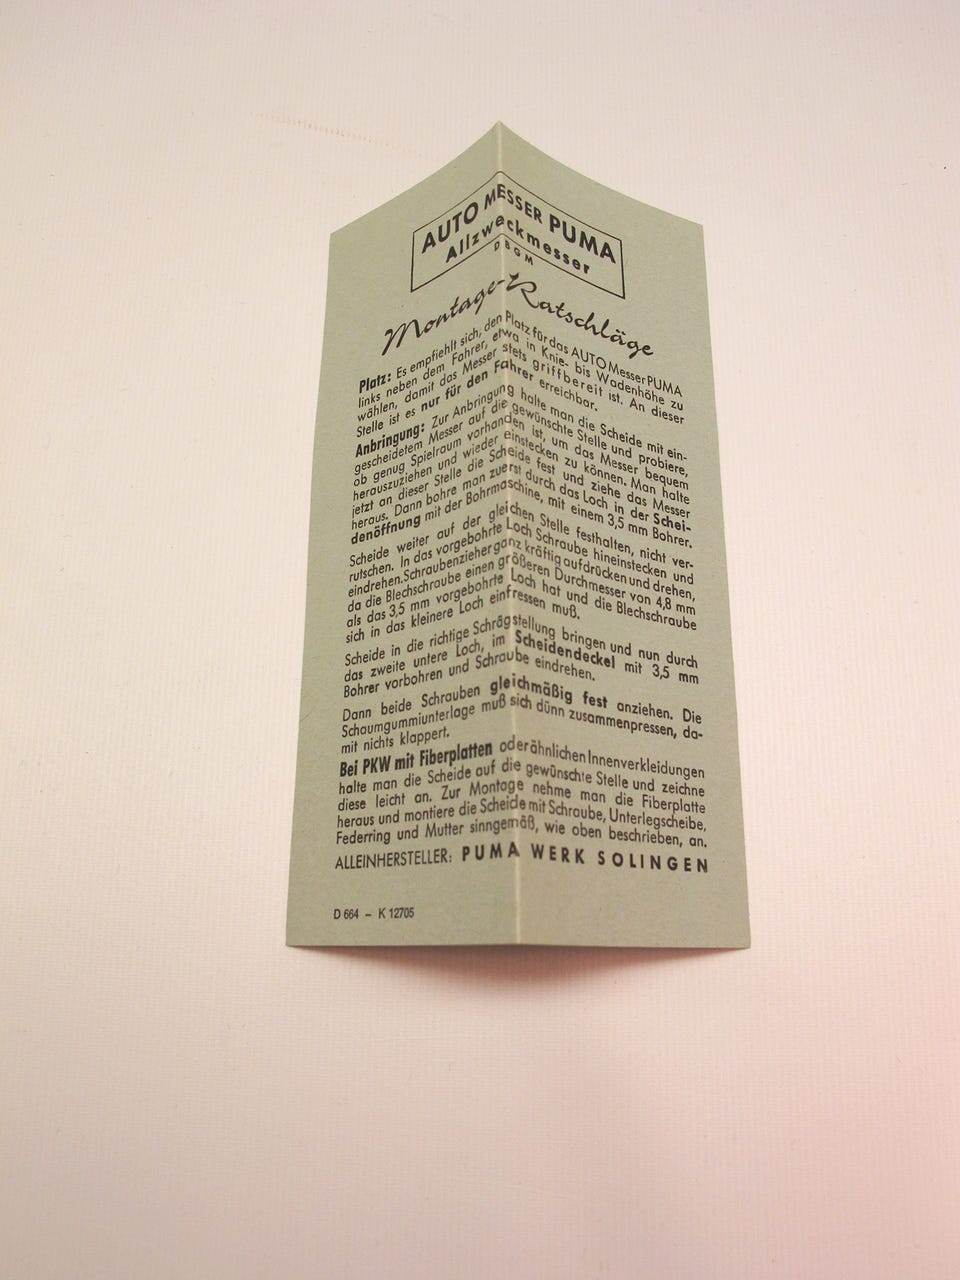 AUTO MESSER PUMA
Allzweckmesser
DBGM
Montage-Ratschläge
Platz: Es empfiehlt sich, den Platz für das AUTO Messer PUMA
links neben dem Fahrer, etwa in Knie- bis Wadenhöhe zu
wählen, damit das Messer stets griffbereit ist. An dieser
Stelle ist es nur für den Fahrer erreichbar.
Anbringung: Zur Anbringung halte man die Scheide mit ein-
gescheidetem Messer auf die gewünschte Stelle und probiere,
ob genug Spielraum vorhanden ist, um das Messer bequem
herauszuziehen und wieder einstecken zu können. Man halte
jetzt an dieser Stelle die Scheide fest und ziehe das Messer
heraus. Dann bohre man zuerst durch das Loch in der Schei-
denöffnung mit der Bohrmaschine, mit einem 3,5 mm Bohrer.
Scheide weiter auf der gleichen Stelle festhalten, nicht ver-
rutschen. In das vorgebohrte Loch Schraube hineinstecken und
eindrehen. Schraubenzieher ganz kräftig aufdrücken und drehen,
da die Blechschraube einen größeren Durchmesser von 4,8 mm
als das 3,5 mm vorgebohrte Loch hat und die Blechschraube
sich in das kleinere Loch einfressen muß.
Scheide in die richtige Schrägstellung bringen und nun durch
das zweite untere Loch, im Scheidendeckel mit 3,5 mm
Bohrer vorbohren und Schraube eindrehen.
Dann beide Schrauben gleichmäßig fest anziehen. Die
Schaumgummiunterlage muß sich dünn zusammenpressen, da-
mit nichts klappert.
Bei PKW mit Fiberplatten oder ähnlichen Innenverkleidungen
halte man die Scheide auf die gewünschte Stelle und zeichne
diese leicht an. Zur Montage nehme man die Fiberplatte
heraus und montiere die Scheide mit Schraube, Unterlegscheibe,
Federring und Mutter sinngemäß, wie oben beschrieben, an.
ALLEINHERSTELLER: PUMA WERK SOLINGEN
D 664 – K 12705